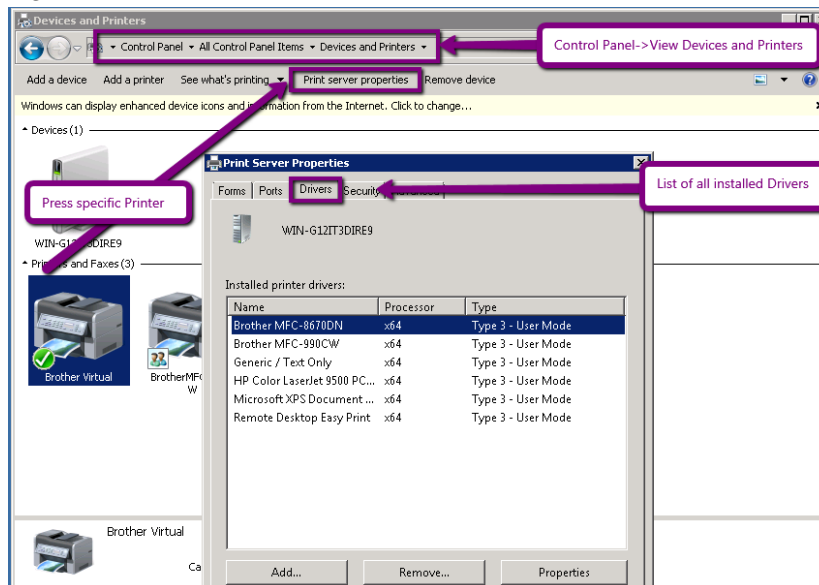 Devices and Printers
Control Panel ▾ All Control Panel Items ▾ Devices and Printers ▾
Control Panel->View Devices and Printers
Add a device Add a printer See what's printing Print server properties Remove device
Windows can display enhanced device icons and information from the Internet. Click to change...
Devices (1)
Print Server Properties
Forms Ports Drivers Security
List of all installed Drivers
Press specific Printer
WIN-G12IT3DIRE9
Printers and Faxes (3)
Installed printer drivers:
Name Processor Type
Brother MFC-8670DN x64 Type 3 - User Mode
Brother MFC-990CW x64 Type 3 - User Mode
Generic / Text Only x64 Type 3 - User Mode
HP Color LaserJet 9500 PC... x64 Type 3 - User Mode
Microsoft XPS Document ... x64 Type 3 - User Mode
Remote Desktop Easy Print x64 Type 3 - User Mode
Brother Virtual
BrotherMFC
W
Brother Virtual
Ca
Add... Remove... Properties